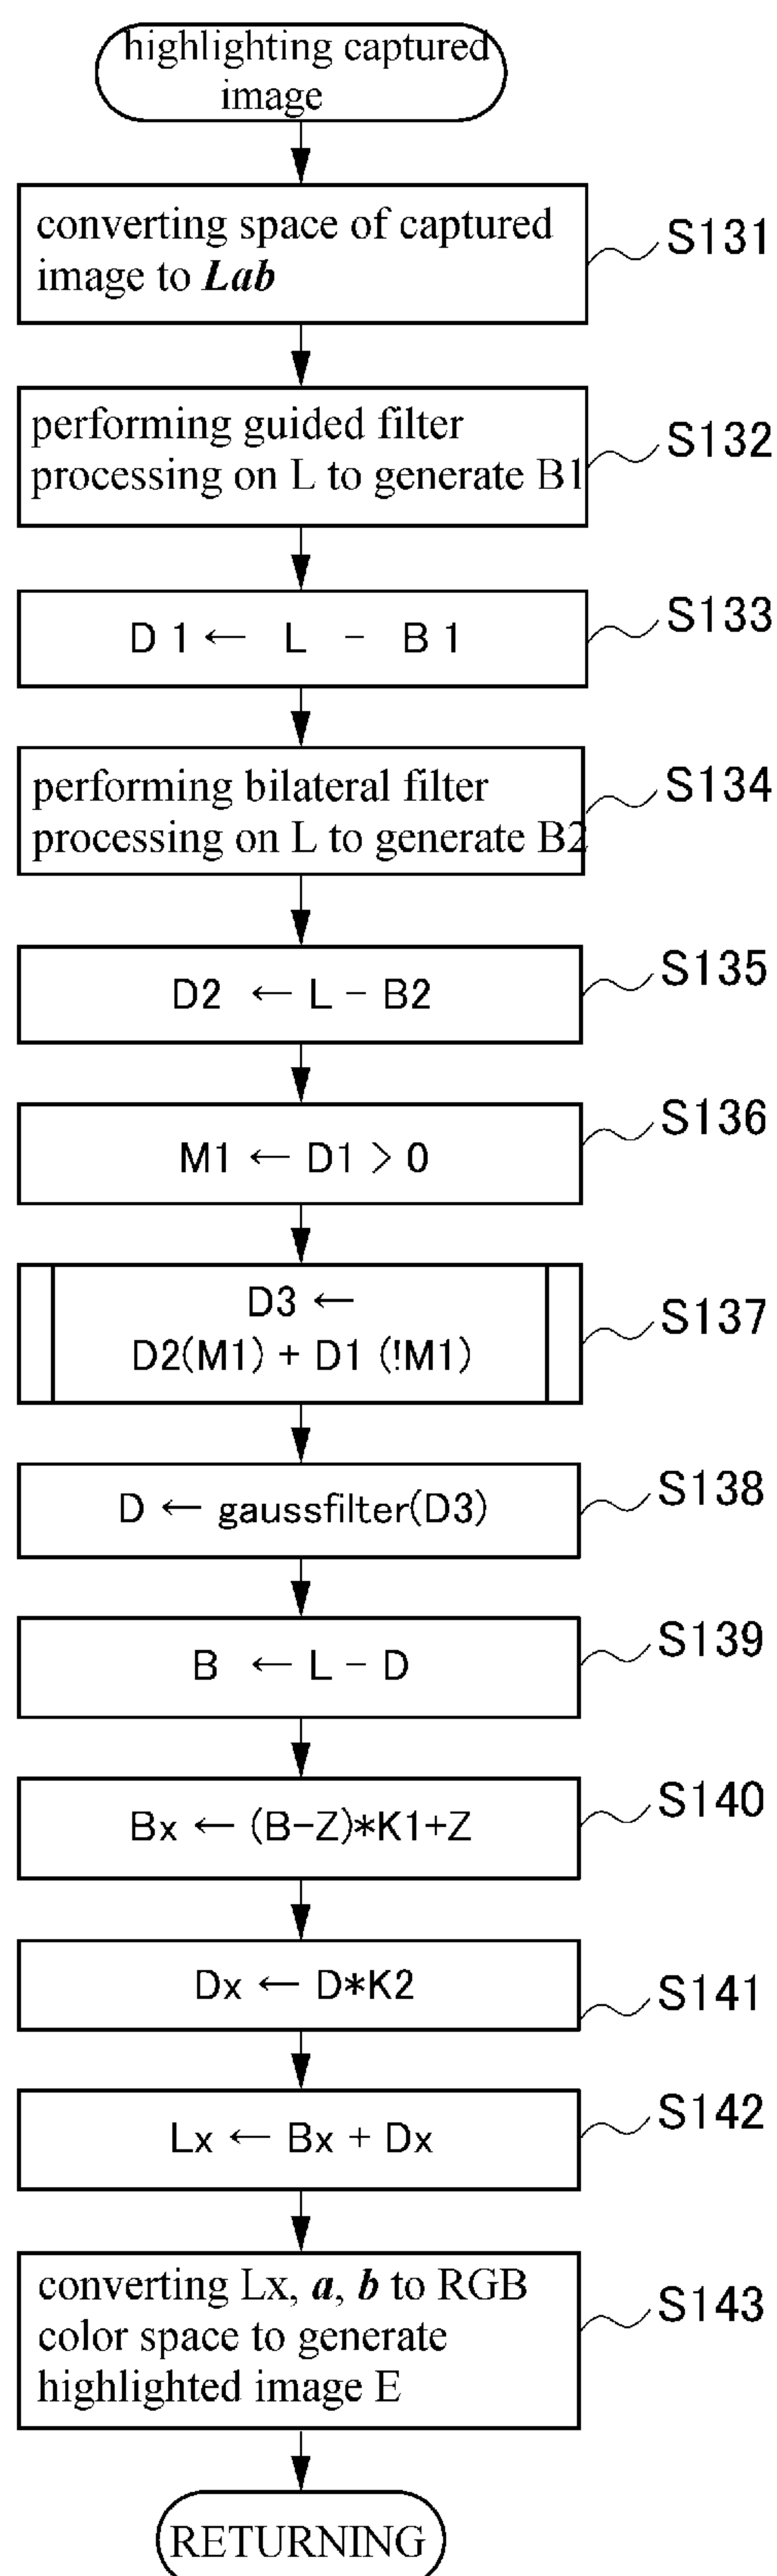 highlighting captured
image
converting space of captured
image to Lab
S131
performing guided filter
processing on L to generate B1
S132
D1← L - B1
S133
performing bilateral filter
processing on L to generate B2
S134
D2 ← L - B2
S135
M1 ← D1 > 0
S136
D3 ←
D2(M1) + D1 (!M1)
S137
D ← gaussfilter(D3)
S138
B ← L - D
S139
Bx ← (B-Z)*K1+Z
S140
Dx ← D*K2
S141
Lx ← Bx + Dx
S142
converting Lx, a, b to RGB
color space to generate
highlighted image E
S143
RETURNING